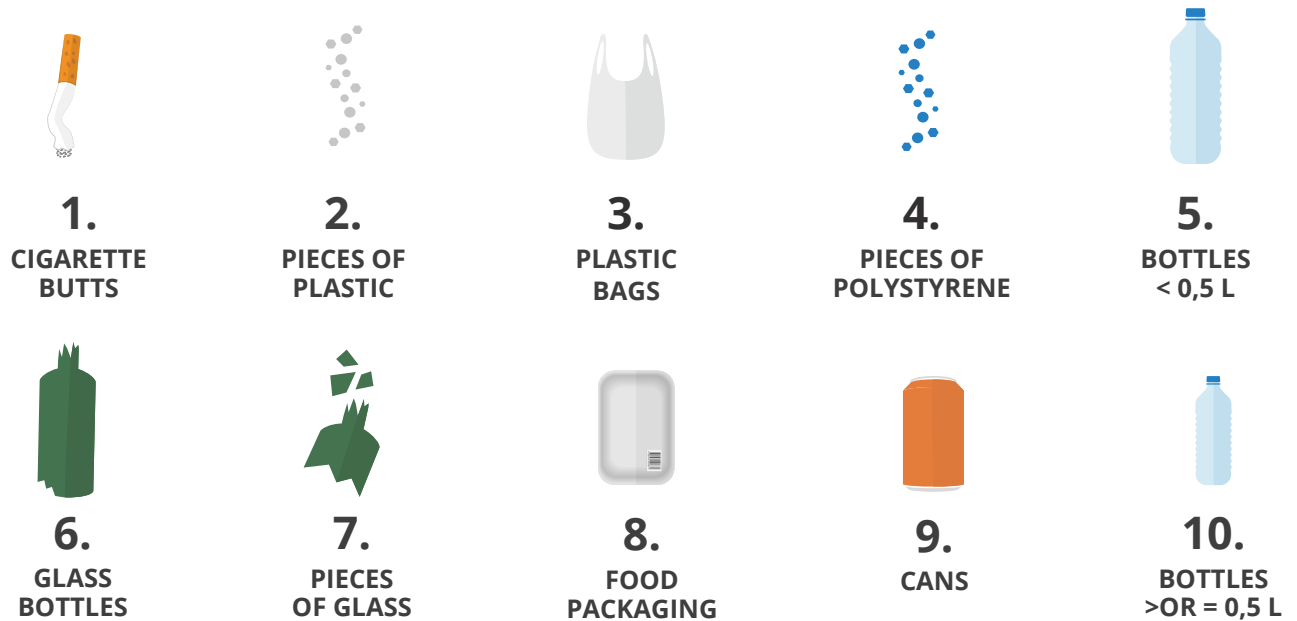 1.
CIGARETTE
BUTTS
2.
PIECES OF
PLASTIC
3.
PLASTIC
BAGS
4.
PIECES OF
POLYSTYRENE
5.
BOTTLES
< 0,5 L
6.
GLASS
BOTTLES
7.
PIECES
OF GLASS
8.
FOOD
PACKAGING
9.
CANS
10.
BOTTLES
>OR = 0,5 L